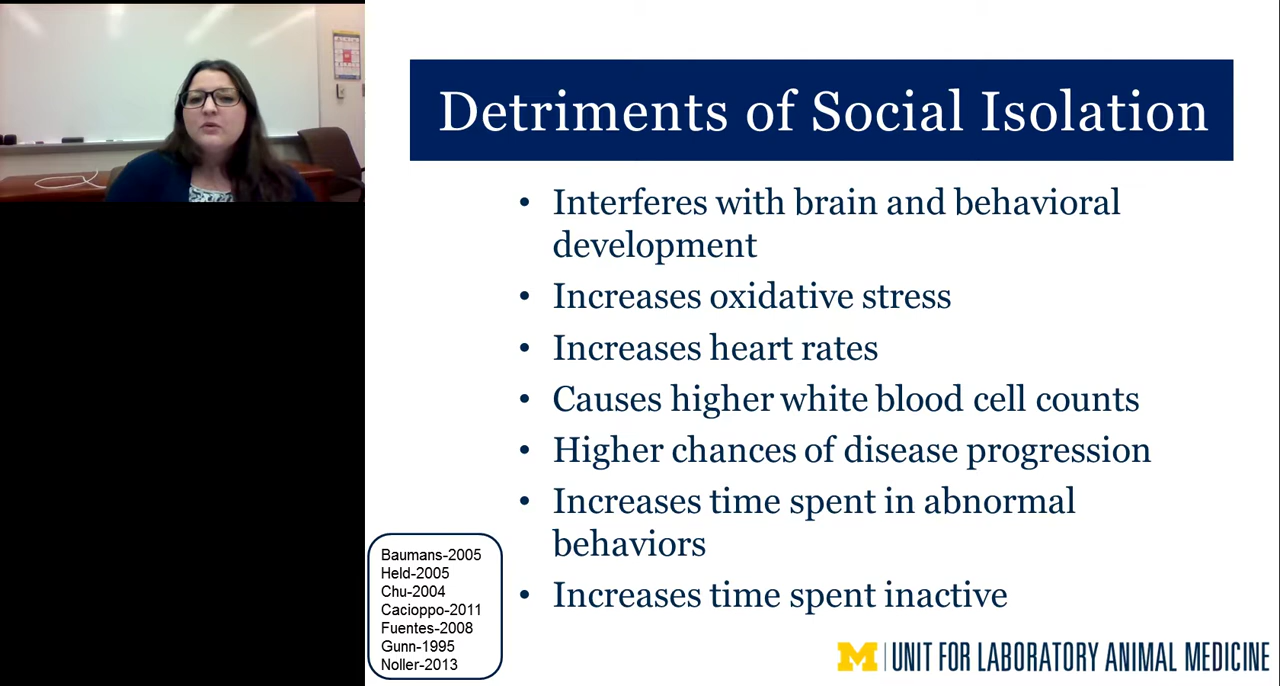 Detriments of Social Isolation
• Interferes with brain and behavioral
development
• Increases oxidative stress
• Increases heart rates
• Causes higher white blood cell counts
• Higher chances of disease progression
• Increases time spent in abnormal
behaviors
• Increases time spent inactive
Baumans-2005
Held-2005
Chu-2004
Cacioppo-2011
Fuentes-2008
Gunn-1995
Noller-2013
M | UNIT FOR LABORATORY ANIMAL MEDICINE